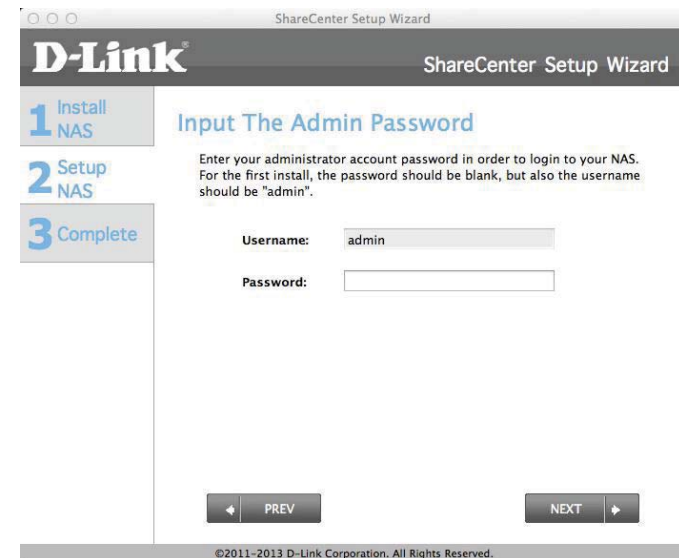 ShareCenter Setup Wizard
D-Link®
ShareCenter Setup Wizard
1 Install
NAS
2 Setup
NAS
3 Complete
Input The Admin Password
Enter your administrator account password in order to login to your NAS.
For the first install, the password should be blank, but also the username
should be "admin".
Username: admin
Password:
PREV
NEXT
©2011-2013 D-Link Corporation. All Rights Reserved.